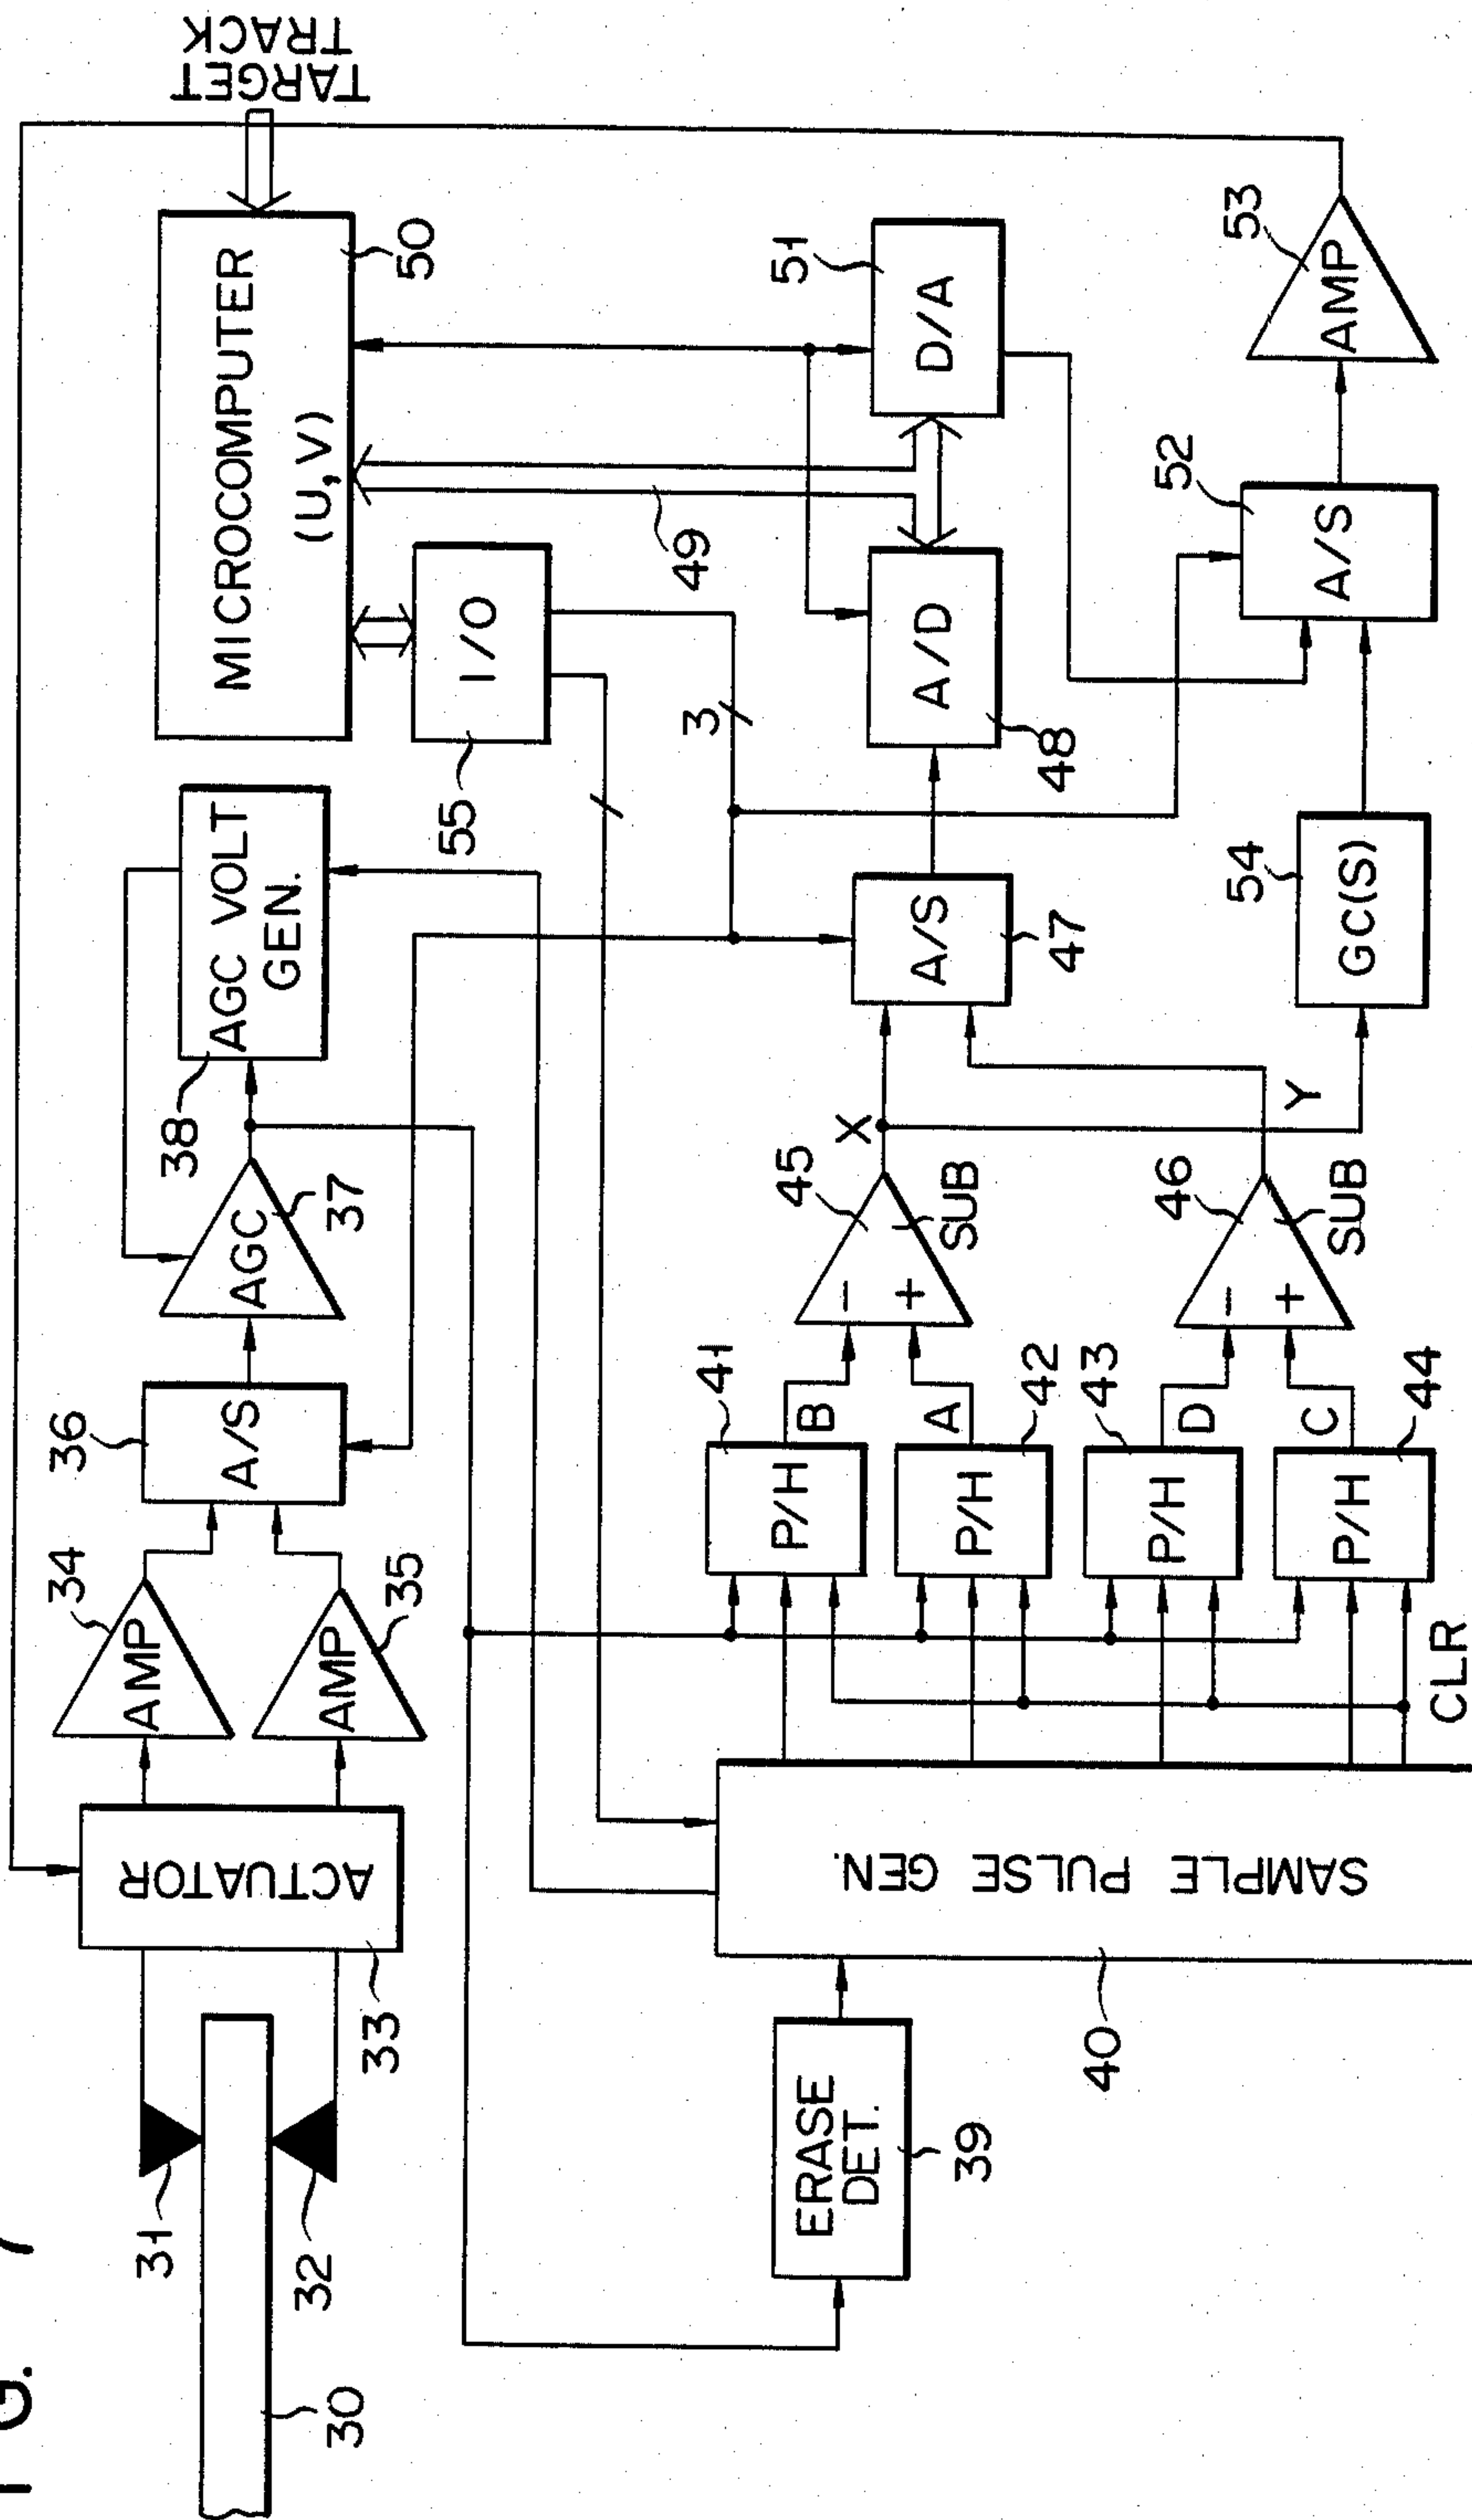 FIG. 7
TARGET
TRACK
MICROCOMPUTER
(U, V)
50
AGC VOLT
GEN.
38
AGC
37
A/S
36
AMP
34
AMP
35
ACTUATOR
33
31
32
30
I/O
55
3
49
D/A
51
A/D
48
A/S
47
A/S
52
AMP
53
GC(S)
54
X
Y
45
SUB
-
+
46
SUB
-
+
41
P/H
B
42
P/H
A
43
P/H
D
44
P/H
C
CLR
SAMPLE PULSE GEN.
40
ERASE
DET.
39